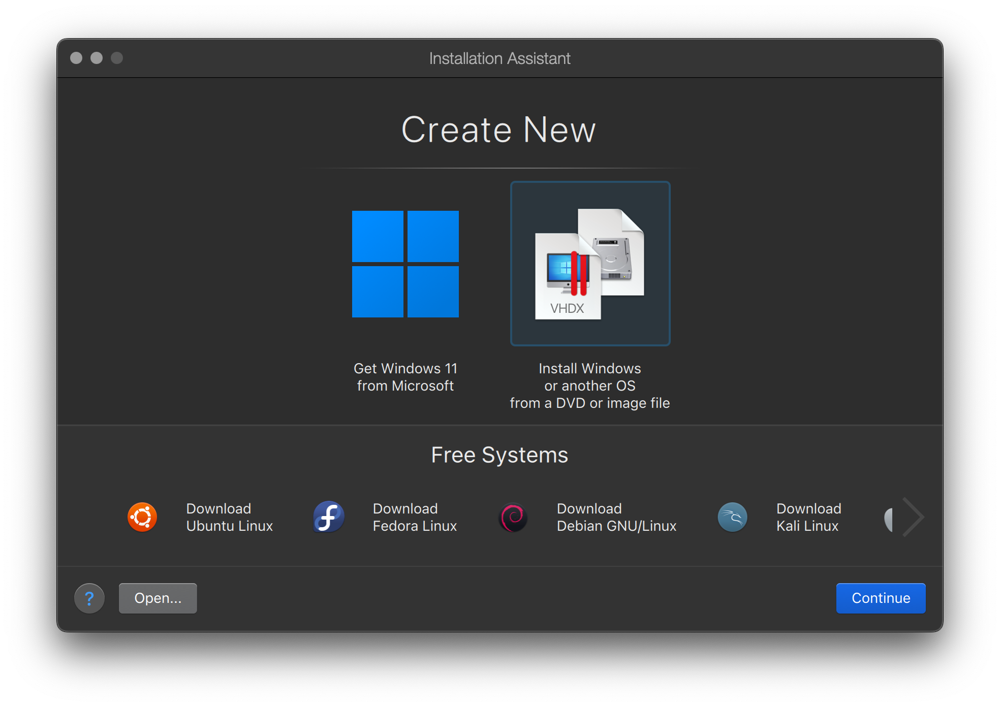 Installation Assistant
Create New
VHDX
Get Windows 11
from Microsoft
Install Windows
or another OS
from a DVD or image file
Free Systems
Download
Ubuntu Linux
Download
Fedora Linux
Download
Debian GNU/Linux
Download
Kali Linux
?
Open...
Continue